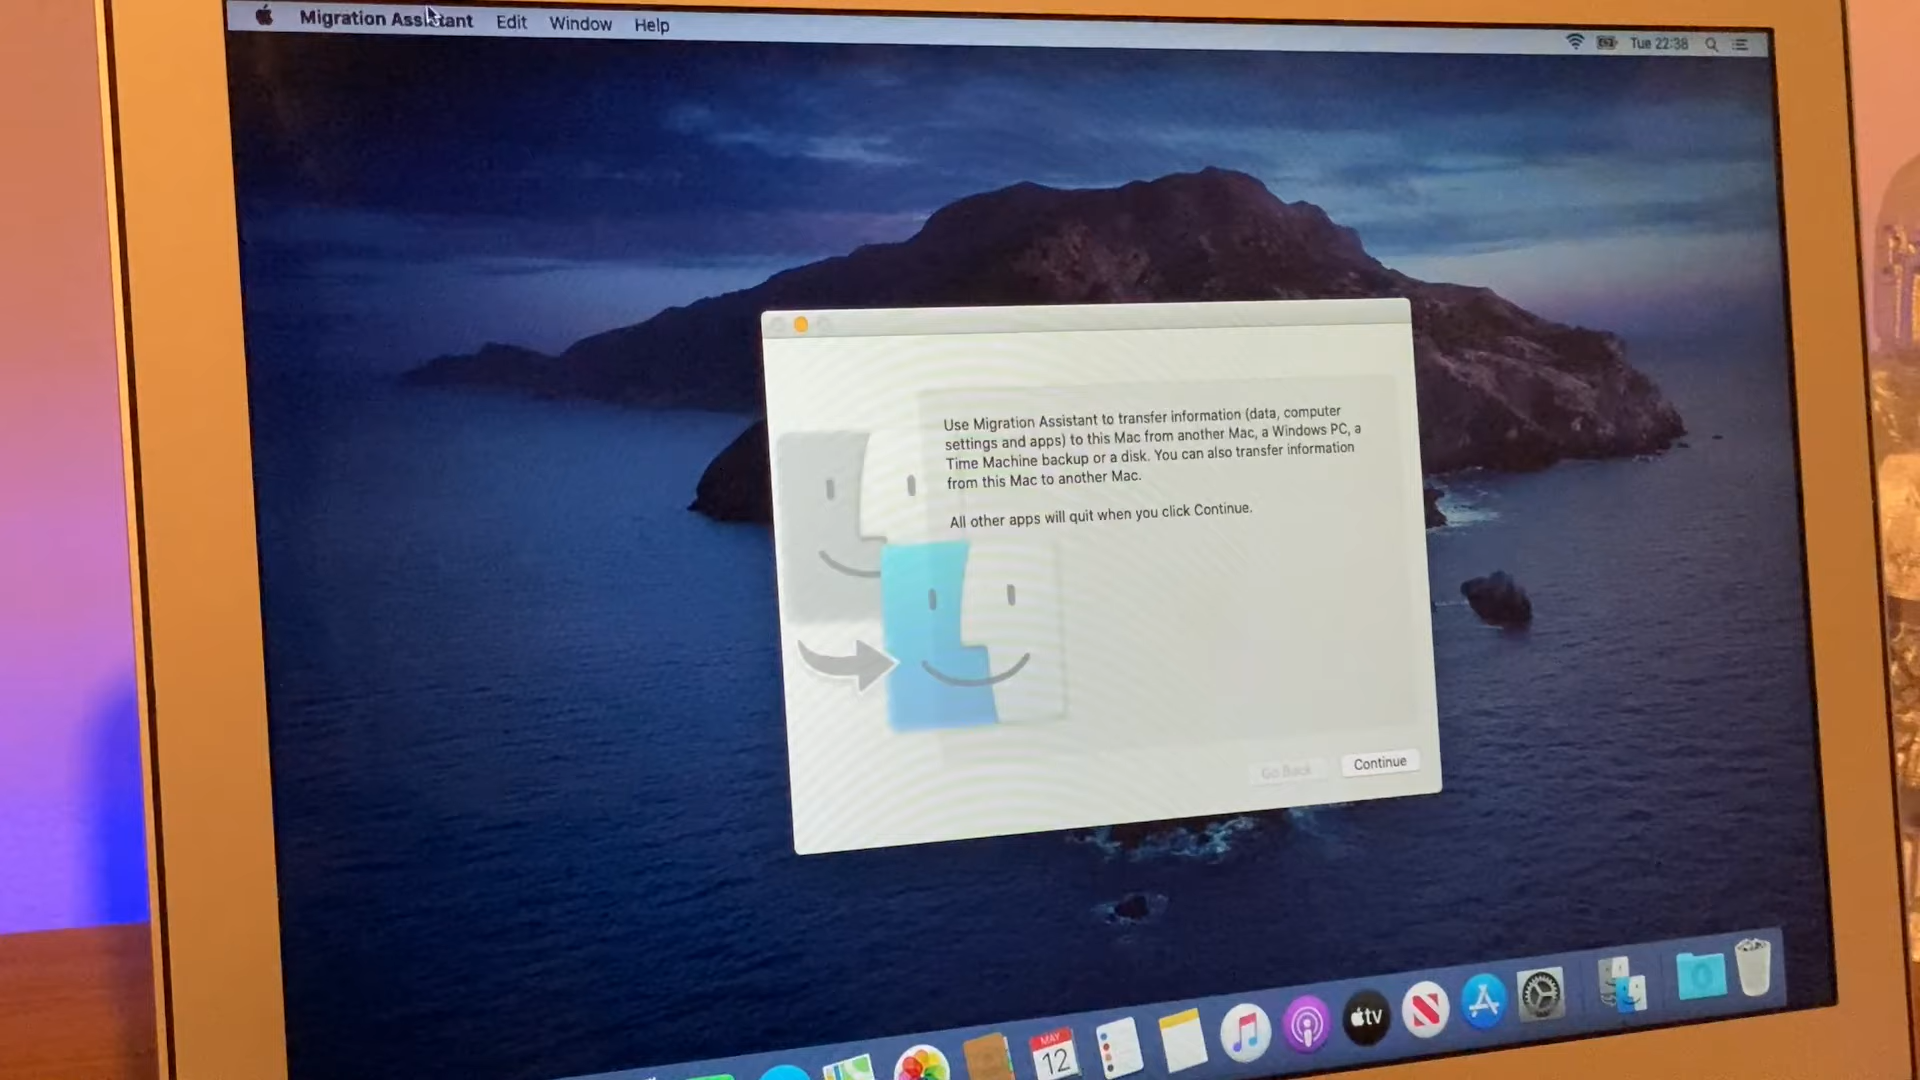 Migration Assistant Edit Window Help
Tue 22:38
Use Migration Assistant to transfer information (data, computer
settings and apps) to this Mac from another Mac, a Windows PC, a
Time Machine backup or a disk. You can also transfer information
from this Mac to another Mac.
All other apps will quit when you click Continue.
Go Back
Continue
MAY
12
tv